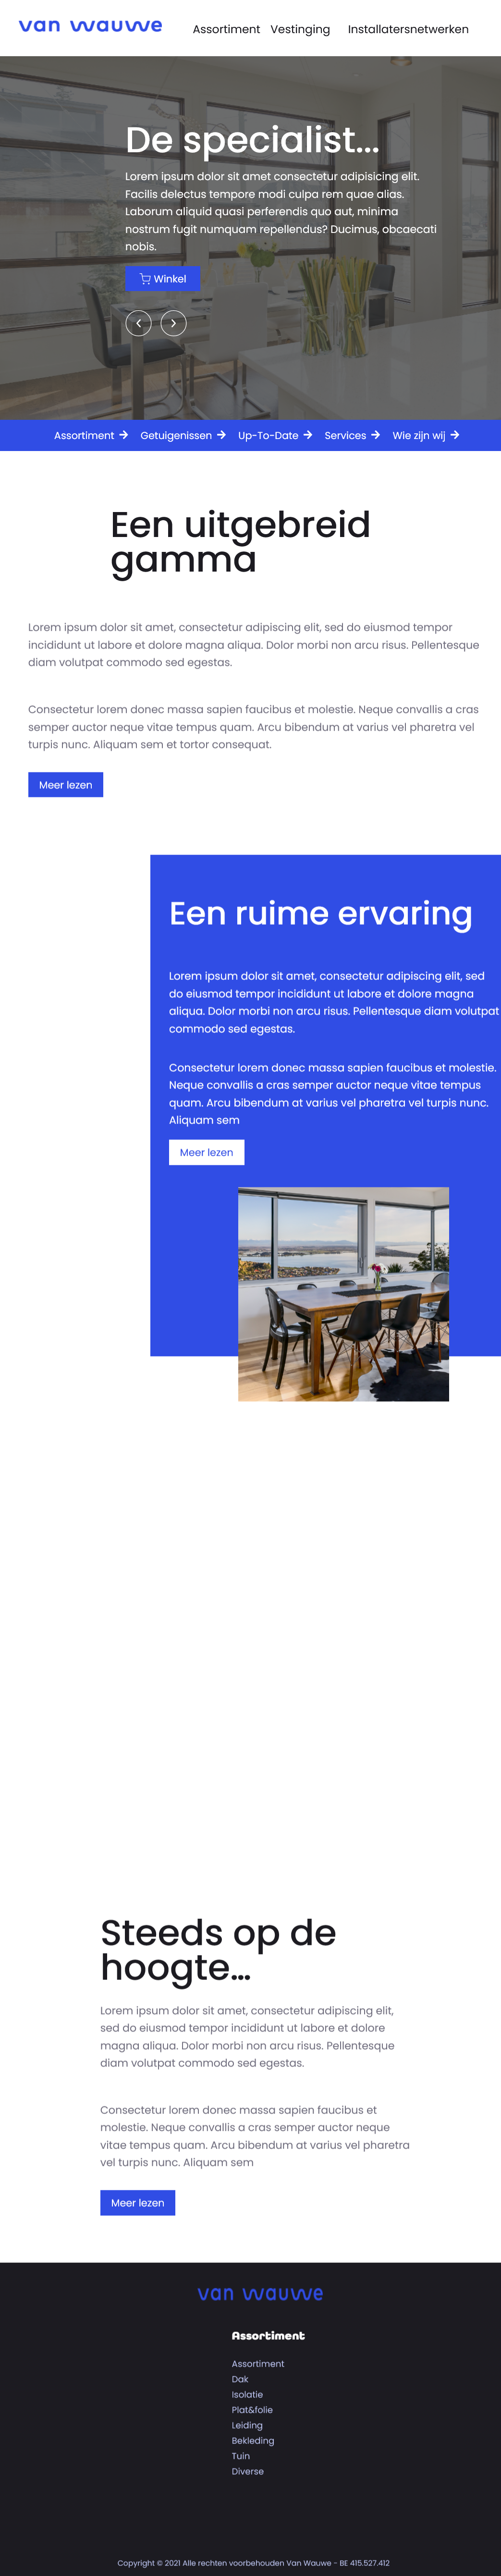 van wauwe
Assortiment Vestinging Installatersnetwerken
De specialist...
Lorem ipsum dolor sit amet consectetur adipisicing elit.
Facilis delectus tempore modi culpa rem quae alias.
Laborum aliquid quasi perferendis quo aut, minima
nostrum fugit numquam repellendus? Ducimus, obcaecati
nobis.
Winkel
Assortiment Getuigenissen Up-To-Date Services Wie zijn wij
Een uitgebreid
gamma
Lorem ipsum dolor sit amet, consectetur adipiscing elit, sed do eiusmod tempor
incididunt ut labore et dolore magna aliqua. Dolor morbi non arcu risus. Pellentesque
diam volutpat commodo sed egestas.
Consectetur lorem donec massa sapien faucibus et molestie. Neque convallis a cras
semper auctor neque vitae tempus quam. Arcu bibendum at varius vel pharetra vel
turpis nunc. Aliquam sem et tortor consequat.
Meer lezen
Een ruime ervaring
Lorem ipsum dolor sit amet, consectetur adipiscing elit, sed
do eiusmod tempor incididunt ut labore et dolore magna
aliqua. Dolor morbi non arcu risus. Pellentesque diam volutpat
commodo sed egestas.
Consectetur lorem donec massa sapien faucibus et molestie.
Neque convallis a cras semper auctor neque vitae tempus
quam. Arcu bibendum at varius vel pharetra vel turpis nunc.
Aliquam sem
Meer lezen
Steeds op de
hoogte...
Lorem ipsum dolor sit amet, consectetur adipiscing elit,
sed do eiusmod tempor incididunt ut labore et dolore
magna aliqua. Dolor morbi non arcu risus. Pellentesque
diam volutpat commodo sed egestas.
Consectetur lorem donec massa sapien faucibus et
molestie. Neque convallis a cras semper auctor neque
vitae tempus quam. Arcu bibendum at varius vel pharetra
vel turpis nunc. Aliquam sem
Meer lezen
van wauwe
Assortiment
Assortiment
Dak
Isolatie
Plat&folie
Leiding
Bekleding
Tuin
Diverse
Copyright © 2021 Alle rechten voorbehouden Van Wauwe - BE 415.527.412